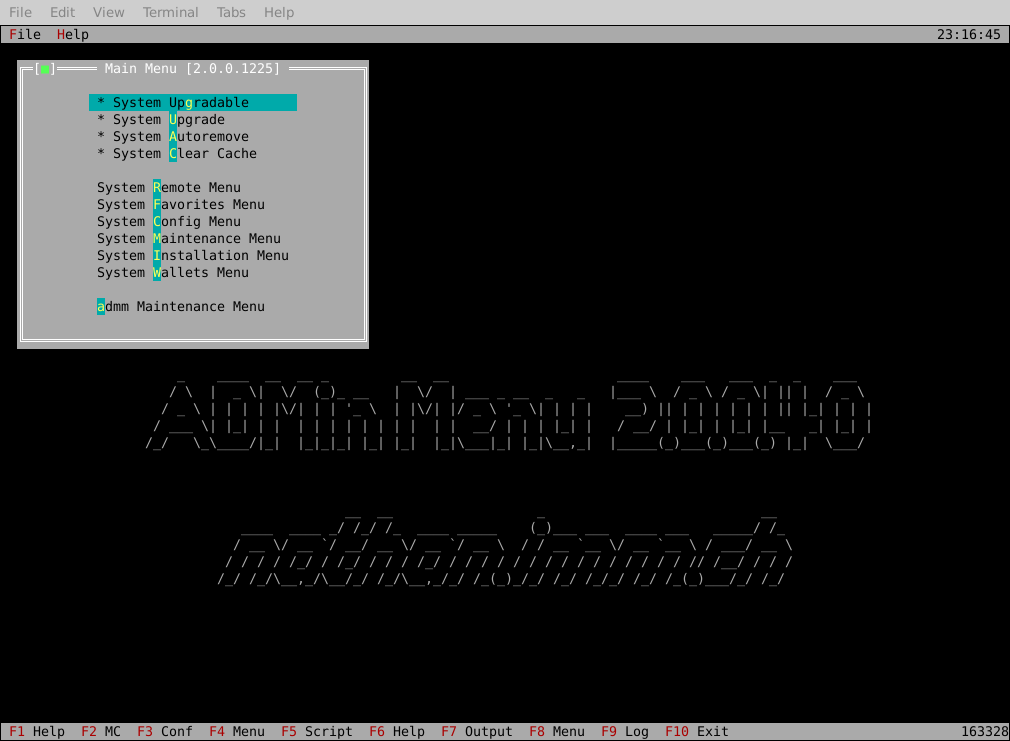 File Edit View Terminal Tabs Help
File Help 23:16:45
[■] Main Menu [2.0.0.1225]
* System Upgradable
* System Upgrade
* System Autoremove
* System Clear Cache
System Remote Menu
System Favorites Menu
System Config Menu
System Maintenance Menu
System Installation Menu
System Wallets Menu
admm Maintenance Menu
ADMin Menu 2.0.0.40
nathan.immch
F1 Help F2 MC F3 Conf F4 Menu F5 Script F6 Help F7 Output F8 Menu F9 Log F10 Exit 163328